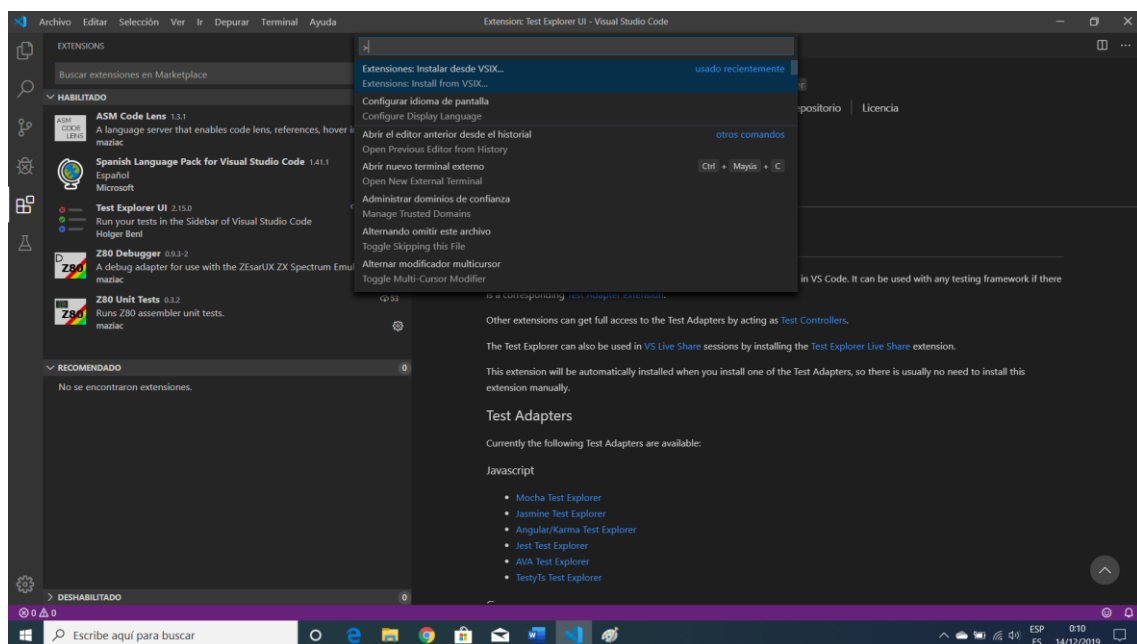 Archivo Editar Selección Ver Ir Depurar Terminal Ayuda
Extension: Test Explorer UI - Visual Studio Code
EXTENSIONS
Buscar extensiones en Marketplace
HABILITADO
ASM CODE LENS
ASM Code Lens 1.3.1
A language server that enables code lens, references, hover i
maziac
Spanish Language Pack for Visual Studio Code 1.41.1
Español
Microsoft
Test Explorer UI 2.15.0
Run your tests in the Sidebar of Visual Studio Code
Holger Benl
D
Z80
Z80 Debugger 0.9.3-2
A debug adapter for use with the ZEsarUX ZX Spectrum Emul
maziac
Z80
Z80 Unit Tests 0.3.2
53
Runs Z80 assembler unit tests.
maziac
RECOMENDADO 0
No se encontraron extensiones.
DESHABILITADO 0
>
Extensiones: Instalar desde VSIX... usado recientemente
Extensions: Install from VSIX...
Configurar idioma de pantalla
Configure Display Language
Abrir el editor anterior desde el historial otros comandos
Open Previous Editor from History
Abrir nuevo terminal externo Ctrl + Mayús + C
Open New External Terminal
Administrar dominios de confianza
Manage Trusted Domains
Alternando omitir este archivo
Toggle Skipping this File
Alternar modificador multicursor
Toggle Multi-Cursor Modifier
epositorio | Licencia
in VS Code. It can be used with any testing framework if there
is a corresponding Test Adapter Extension.
Other extensions can get full access to the Test Adapters by acting as Test Controllers.
The Test Explorer can also be used in VS Live Share sessions by installing the Test Explorer Live Share extension.
This extension will be automatically installed when you install one of the Test Adapters, so there is usually no need to install this
extension manually.
Test Adapters
Currently the following Test Adapters are available:
Javascript
• Mocha Test Explorer
• Jasmine Test Explorer
• Angular/Karma Test Explorer
• Jest Test Explorer
• AVA Test Explorer
• TestyTs Test Explorer
0 0
Escribe aquí para buscar
ESP
ES
0:10
14/12/2019